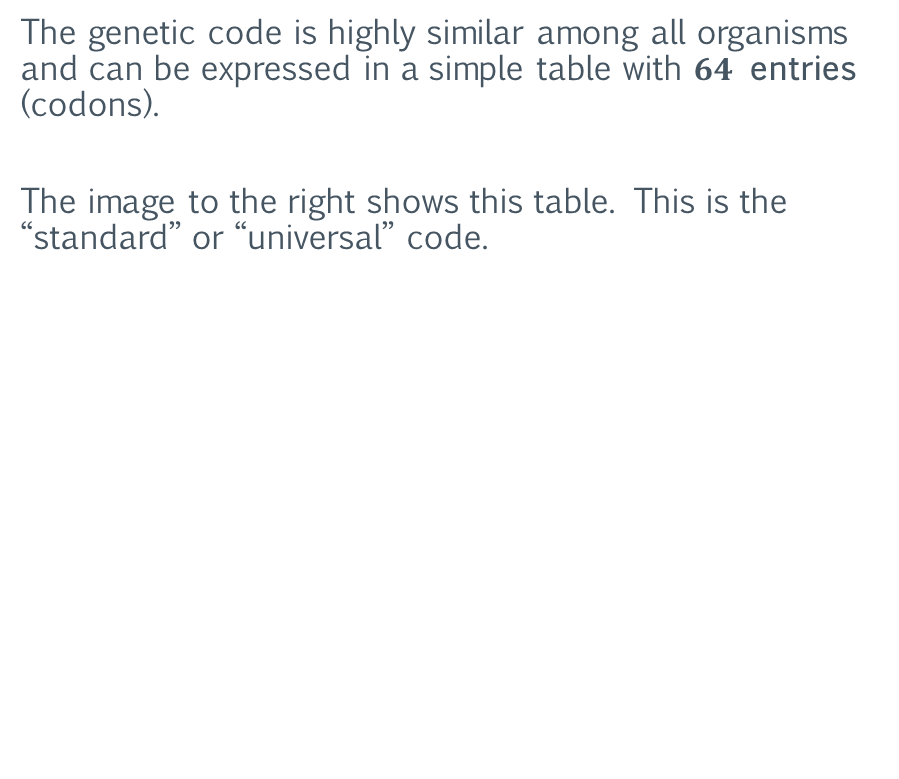 The genetic code is highly similar among all organisms
and can be expressed in a simple table with 64 entries
(codons).
The image to the right shows this table. This is the
“standard” or “universal” code.